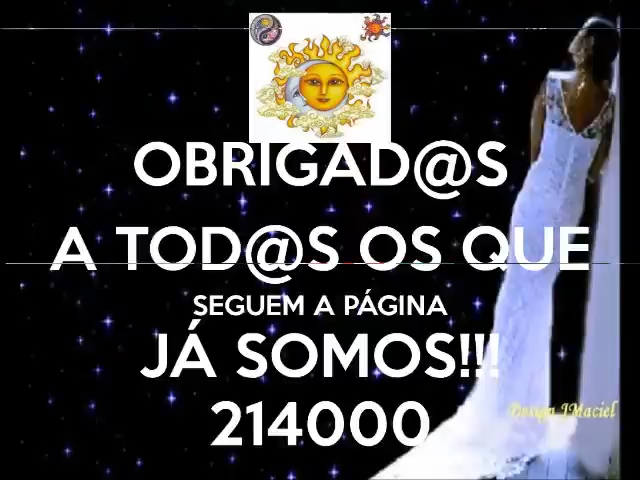 OBRIGAD@S
A TOD@S OS QUE
SEGUEM A PÁGINA
JÁ SOMOS!!!
214000
Design JMaciel